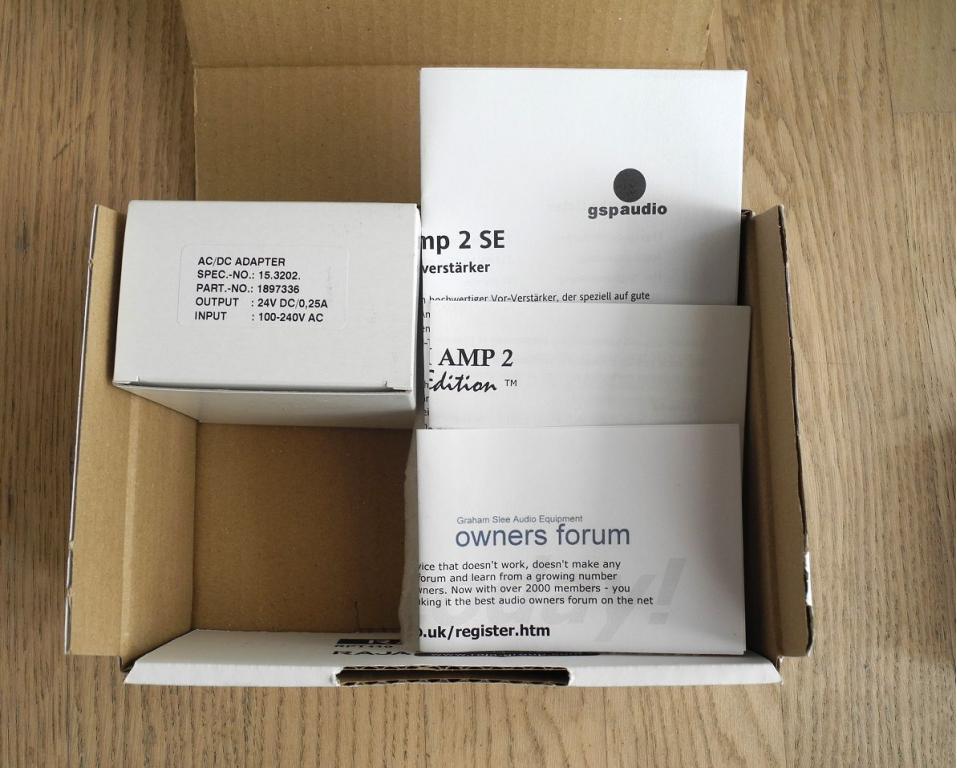 AC/DC ADAPTER
SPEC.-NO.: 15.3202.
PART.-NO.: 1897336
OUTPUT : 24V DC/0,25A
INPUT : 100-240V AC
gspaudio
mp 2 SE
verstärker
hochwertiger Vor-Verstärker, der speziell auf gute
AMP 2
Edition ™
Graham Slee Audio Equipment
owners forum
vice that doesn't work, doesn't make any
forum and learn from a growing number
wners. Now with over 2000 members - you
king it the best audio owners forum on the net
o.uk/register.htm
RAJA